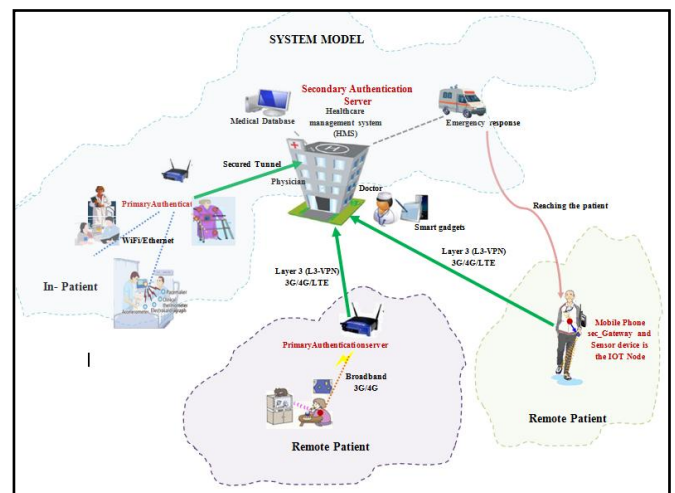 SYSTEM MODEL
Secondary Authentication
Server
Healthcare
management system
(HMS)
Medical Database
Emergency response
Secured Tunnel
Physician
Doctor
Smart gadgets
PrimaryAuthenticat
WiFi/Ethernet
In- Patient
Reaching the patient
Layer 3 (L3-VPN)
3G/4G/LTE
Layer 3 (L3-VPN)
3G/4G/LTE
PrimaryAuthenticationserver
Broadband
3G/4G
Remote Patient
Mobile Phone
sec_Gateway and
Sensor device is
the IOT Node
Remote Patient